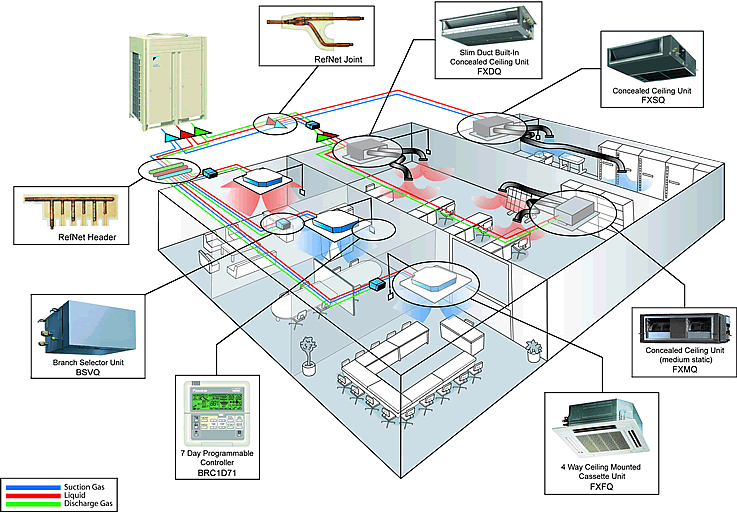 RefNet Joint
Slim Duct Built-In
Concealed Ceiling Unit
FXDQ
Concealed Ceiling Unit
FXSQ
RefNet Header
Branch Selector Unit
BSVQ
7 Day Programmable
Controller
BRC1D71
Concealed Ceiling Unit
(medium static)
FXMQ
4 Way Ceiling Mounted
Cassette Unit
FXFQ
Suction Gas
Liquid
Discharge Gas